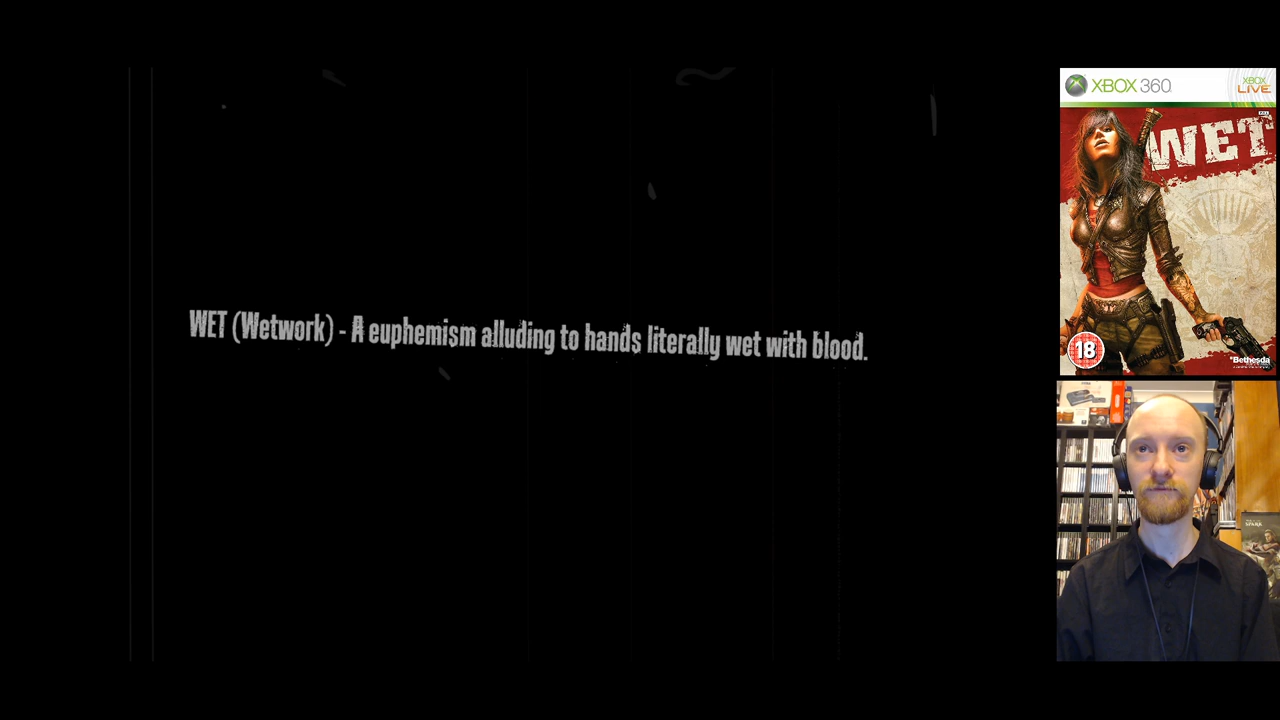 WET (Wetwork) - A euphemism alluding to hands literally wet with blood.
XBOX 360
XBOX
LIVE
WET
18
Bethesda